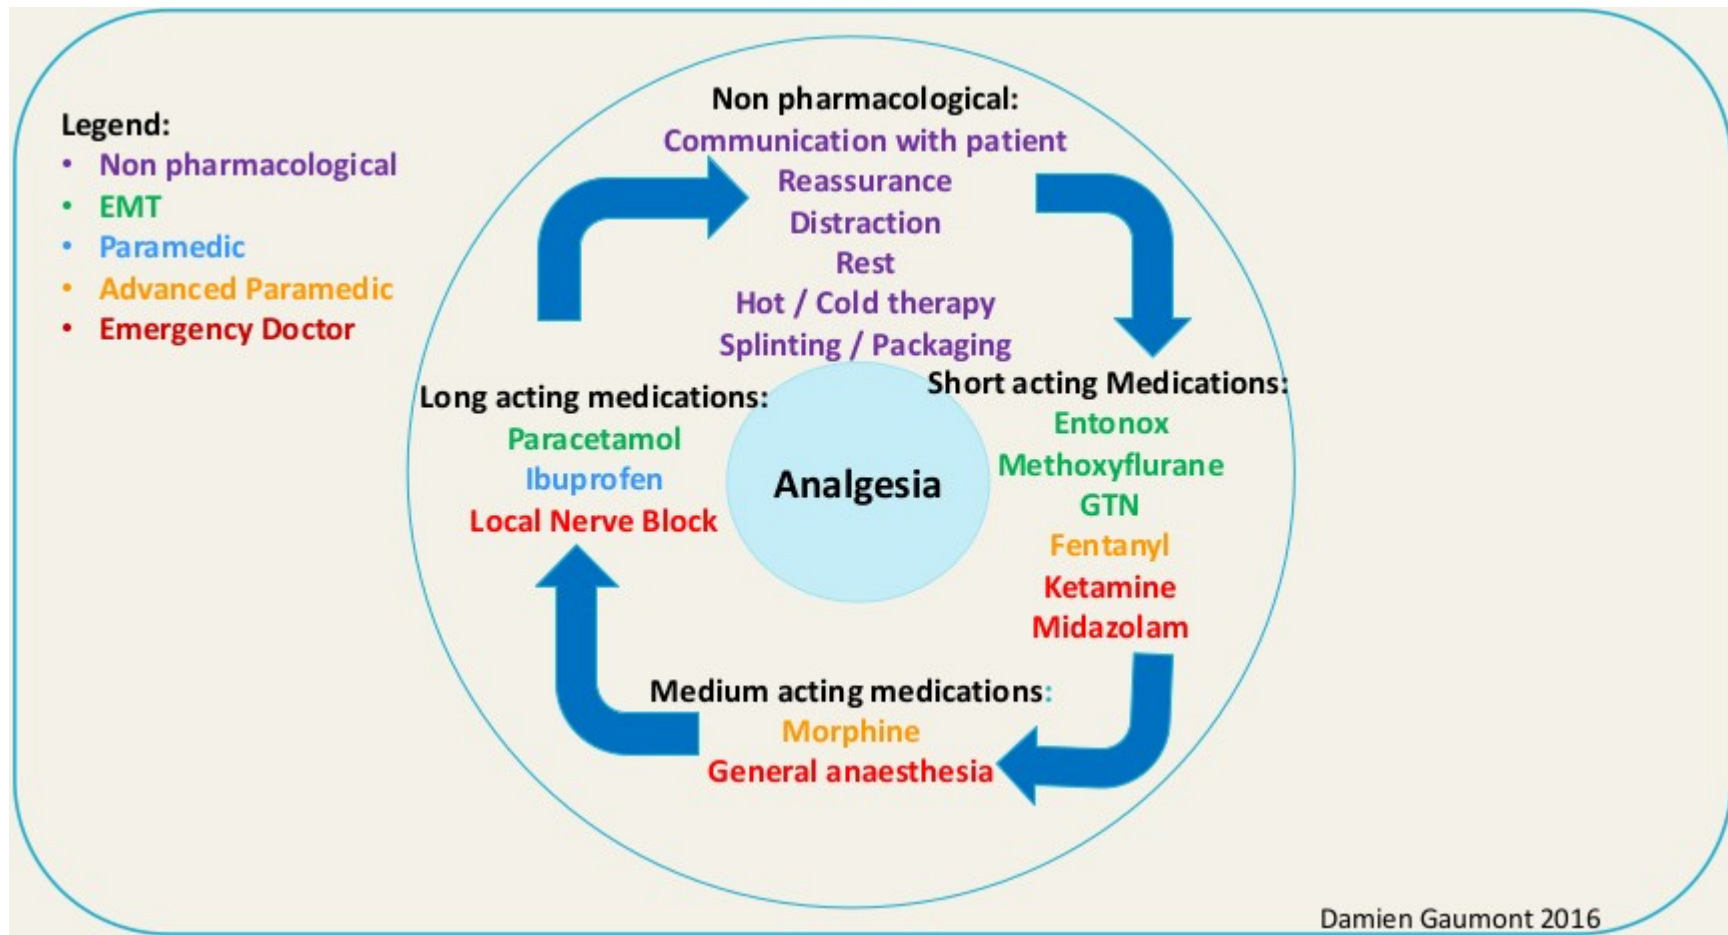 Legend:
• Non pharmacological
• EMT
• Paramedic
• Advanced Paramedic
• Emergency Doctor
Non pharmacological:
Communication with patient
Reassurance
Distraction
Rest
Hot / Cold therapy
Splinting / Packaging
Short acting Medications:
Entonox
Methoxyflurane
GTN
Fentanyl
Ketamine
Midazolam
Medium acting medications:
Morphine
General anaesthesia
Long acting medications:
Paracetamol
Ibuprofen
Local Nerve Block
Analgesia
Damien Gaumont 2016